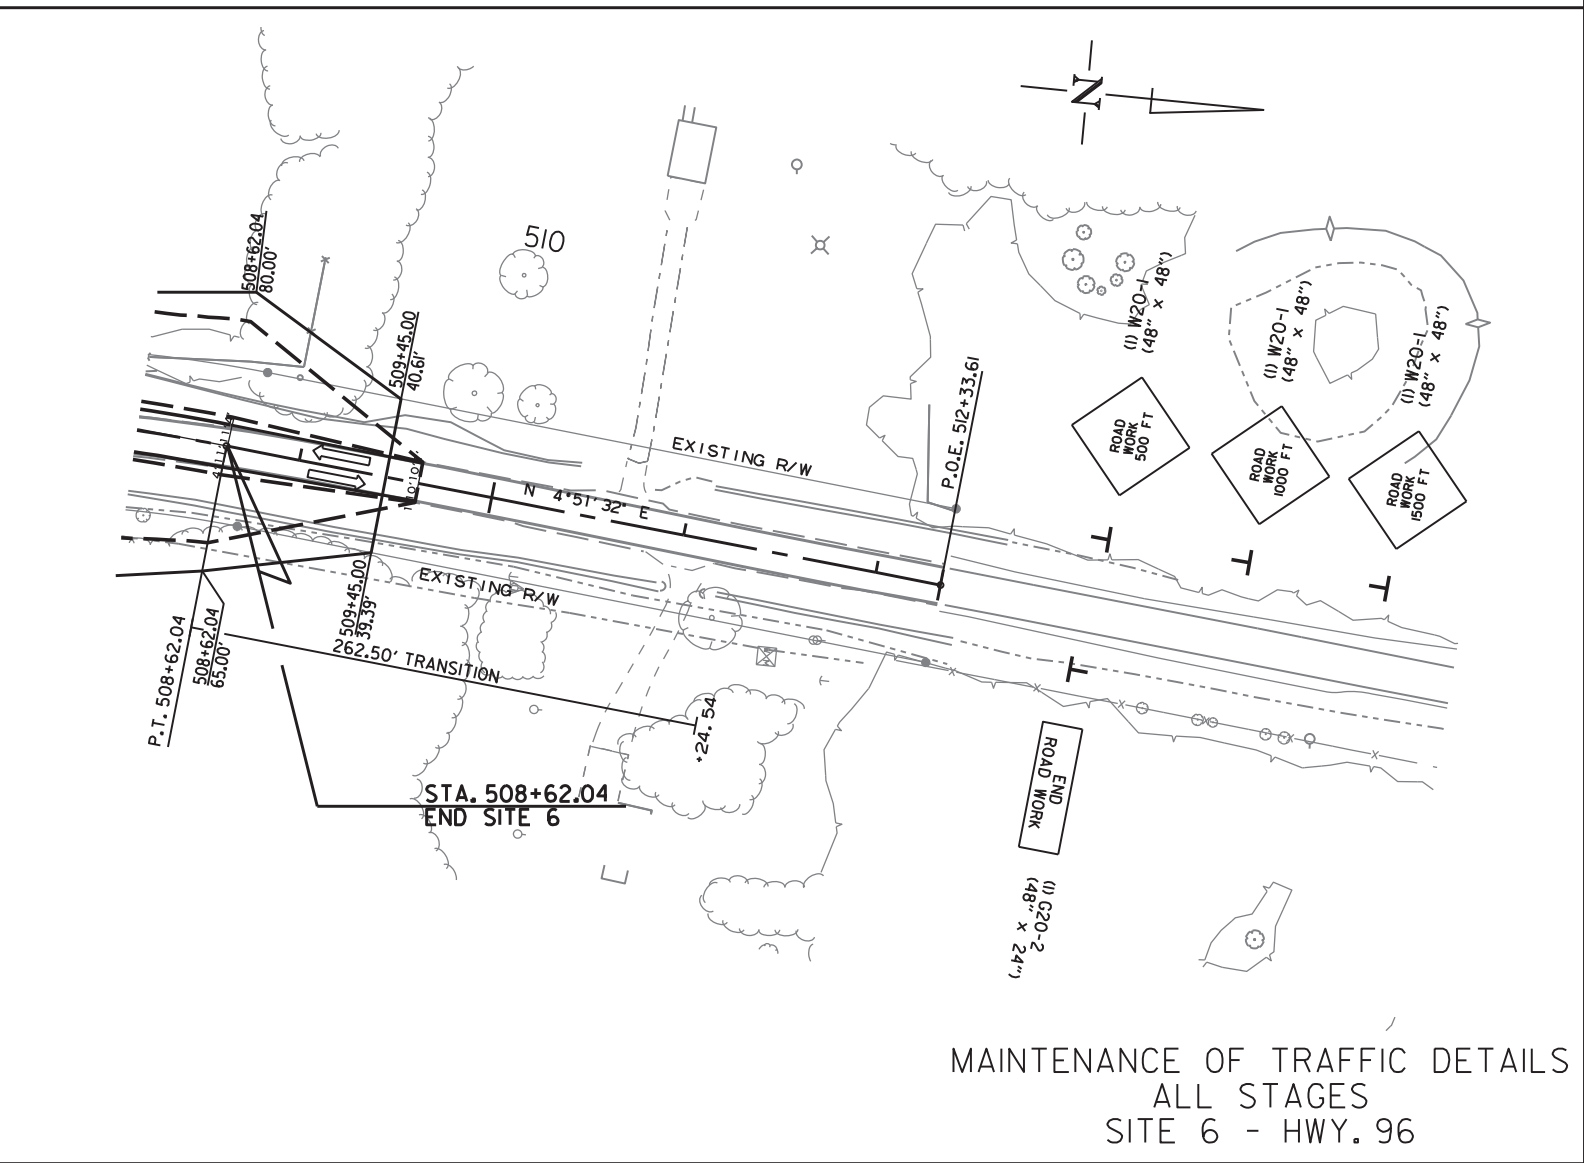 N
510
508+62.04
80.00'
509+45.00
40.61'
(1) W20-1
(48" × 48")
(1) W20-1
(48" × 48")
(1) W20-1
(48" × 48")
ROAD
WORK
500 FT
ROAD
WORK
1000 FT
ROAD
WORK
1500 FT
P.O.E. 512+33.61
EXISTING R/W
N 4°51'32" E
EXISTING R/W
509+45.00
39.39'
P.T. 508+62.04
508+62.04
65.00'
262.50' TRANSITION
+24.54
STA. 508+62.04
END SITE 6
END
ROAD WORK
(1) G20-2
(48" × 24")
MAINTENANCE OF TRAFFIC DETAILS
ALL STAGES
SITE 6 - HWY. 96